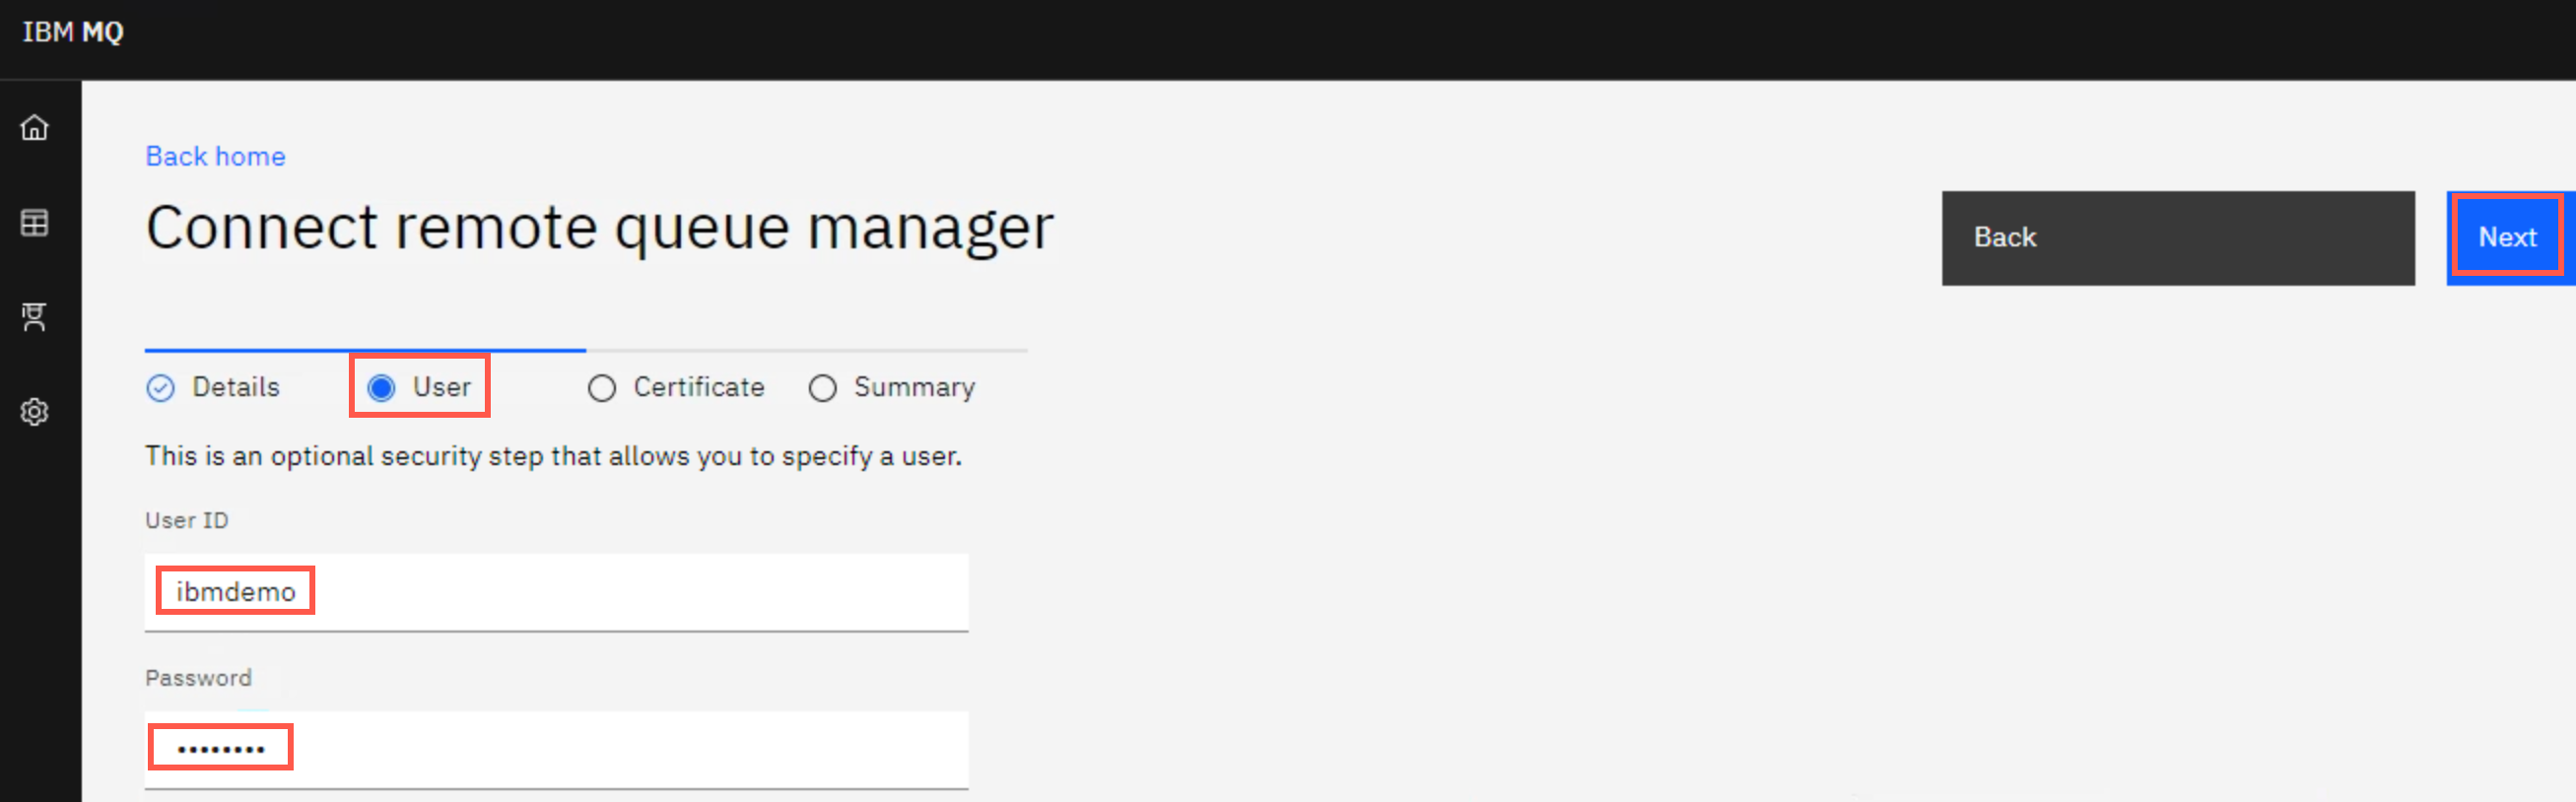 IBM MQ
Back home
Connect remote queue manager
Back
Next
Details
User
Certificate
Summary
This is an optional security step that allows you to specify a user.
User ID
ibmdemo
Password
••••••••